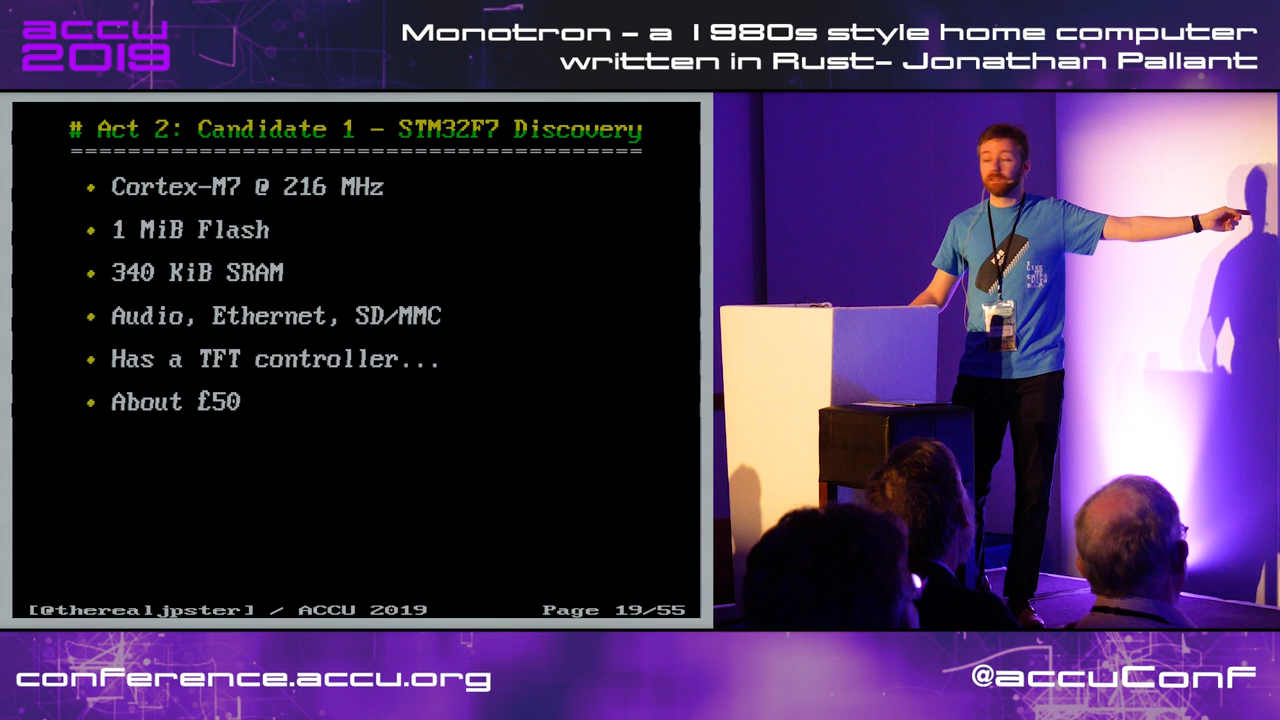 accu
2019
Monotron - a 1980s style home computer
written in Rust- Jonathan Pallant
# Act 2: Candidate 1 - STM32F7 Discovery
========================================
• Cortex-M7 @ 216 MHz
• 1 MiB Flash
• 340 KiB SRAM
• Audio, Ethernet, SD/MMC
• Has a TFT controller...
• About £50
[@therealjpster] / ACCU 2019
Page 19/55
conference.accu.org
@accuConf